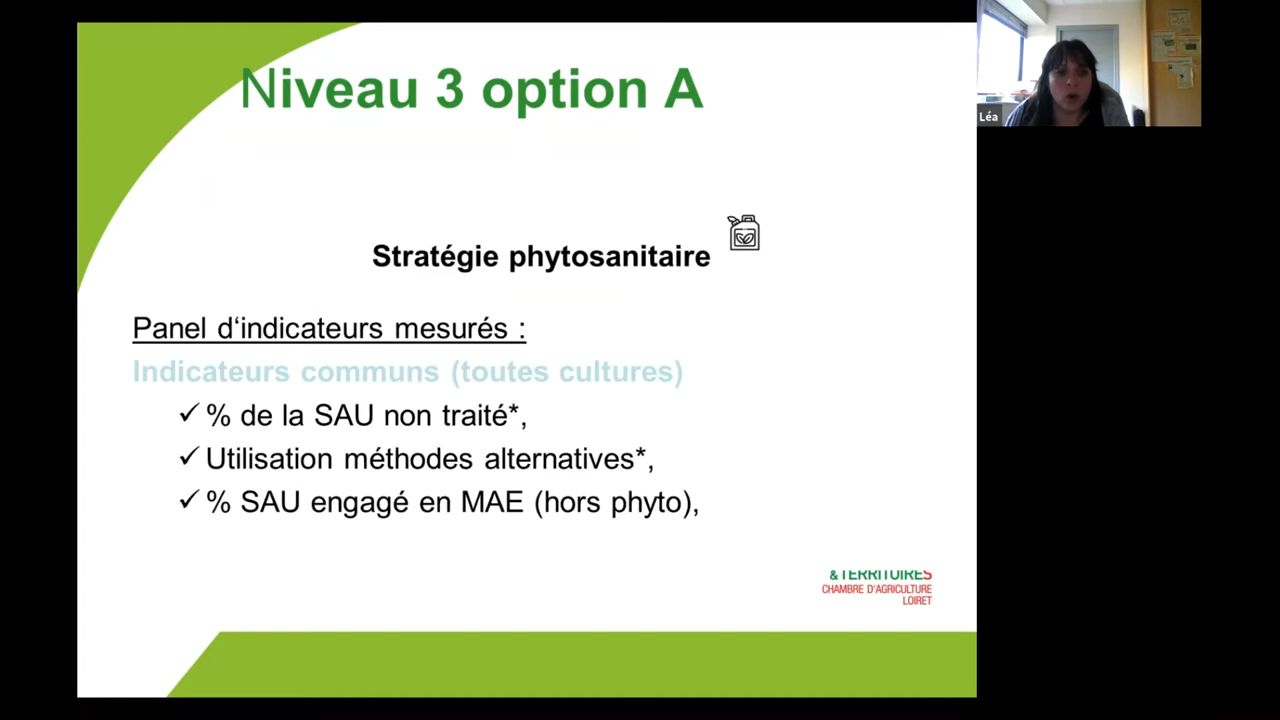 Niveau 3 option A
Léa
Stratégie phytosanitaire
Panel d‘indicateurs mesurés :
Indicateurs communs (toutes cultures)
✓ % de la SAU non traité*,
✓ Utilisation méthodes alternatives*,
✓ % SAU engagé en MAE (hors phyto),
& TERRITOIRES
CHAMBRE D'AGRICULTURE
LOIRET